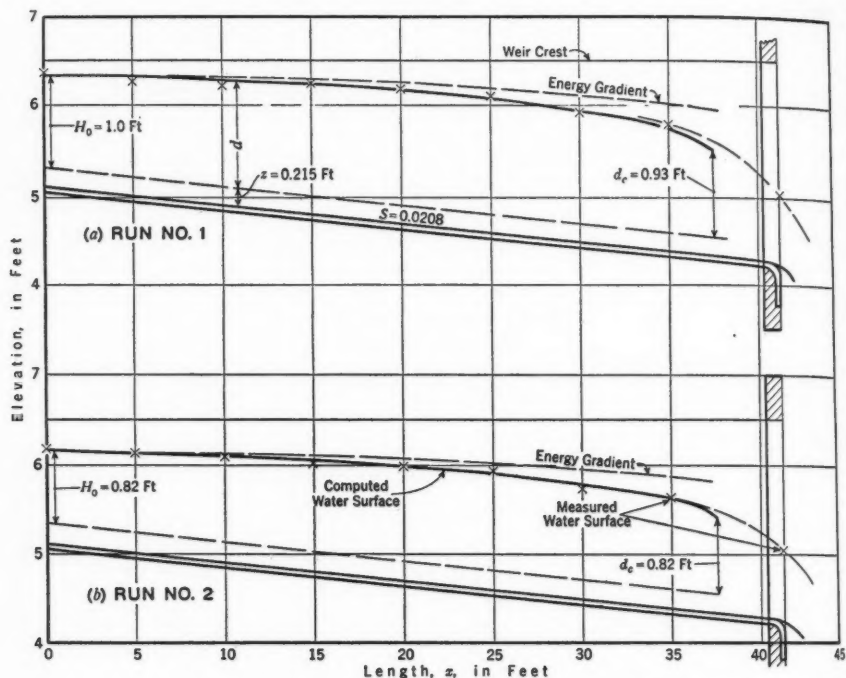 7
Weir Crest
Energy Gradient
6
H₀ = 1.0 Ft
d
z = 0.215 Ft
d_c = 0.93 Ft
5
S = 0.0208
(a) RUN NO. 1
4
Elevation, in Feet
7
Energy Gradient
6
H₀ = 0.82 Ft
Computed
Water Surface
Measured
Water Surface
5
d_c = 0.82 Ft
(b) RUN NO. 2
4
0 5 10 15 20 25 30 35 40 45
Length, x, in Feet